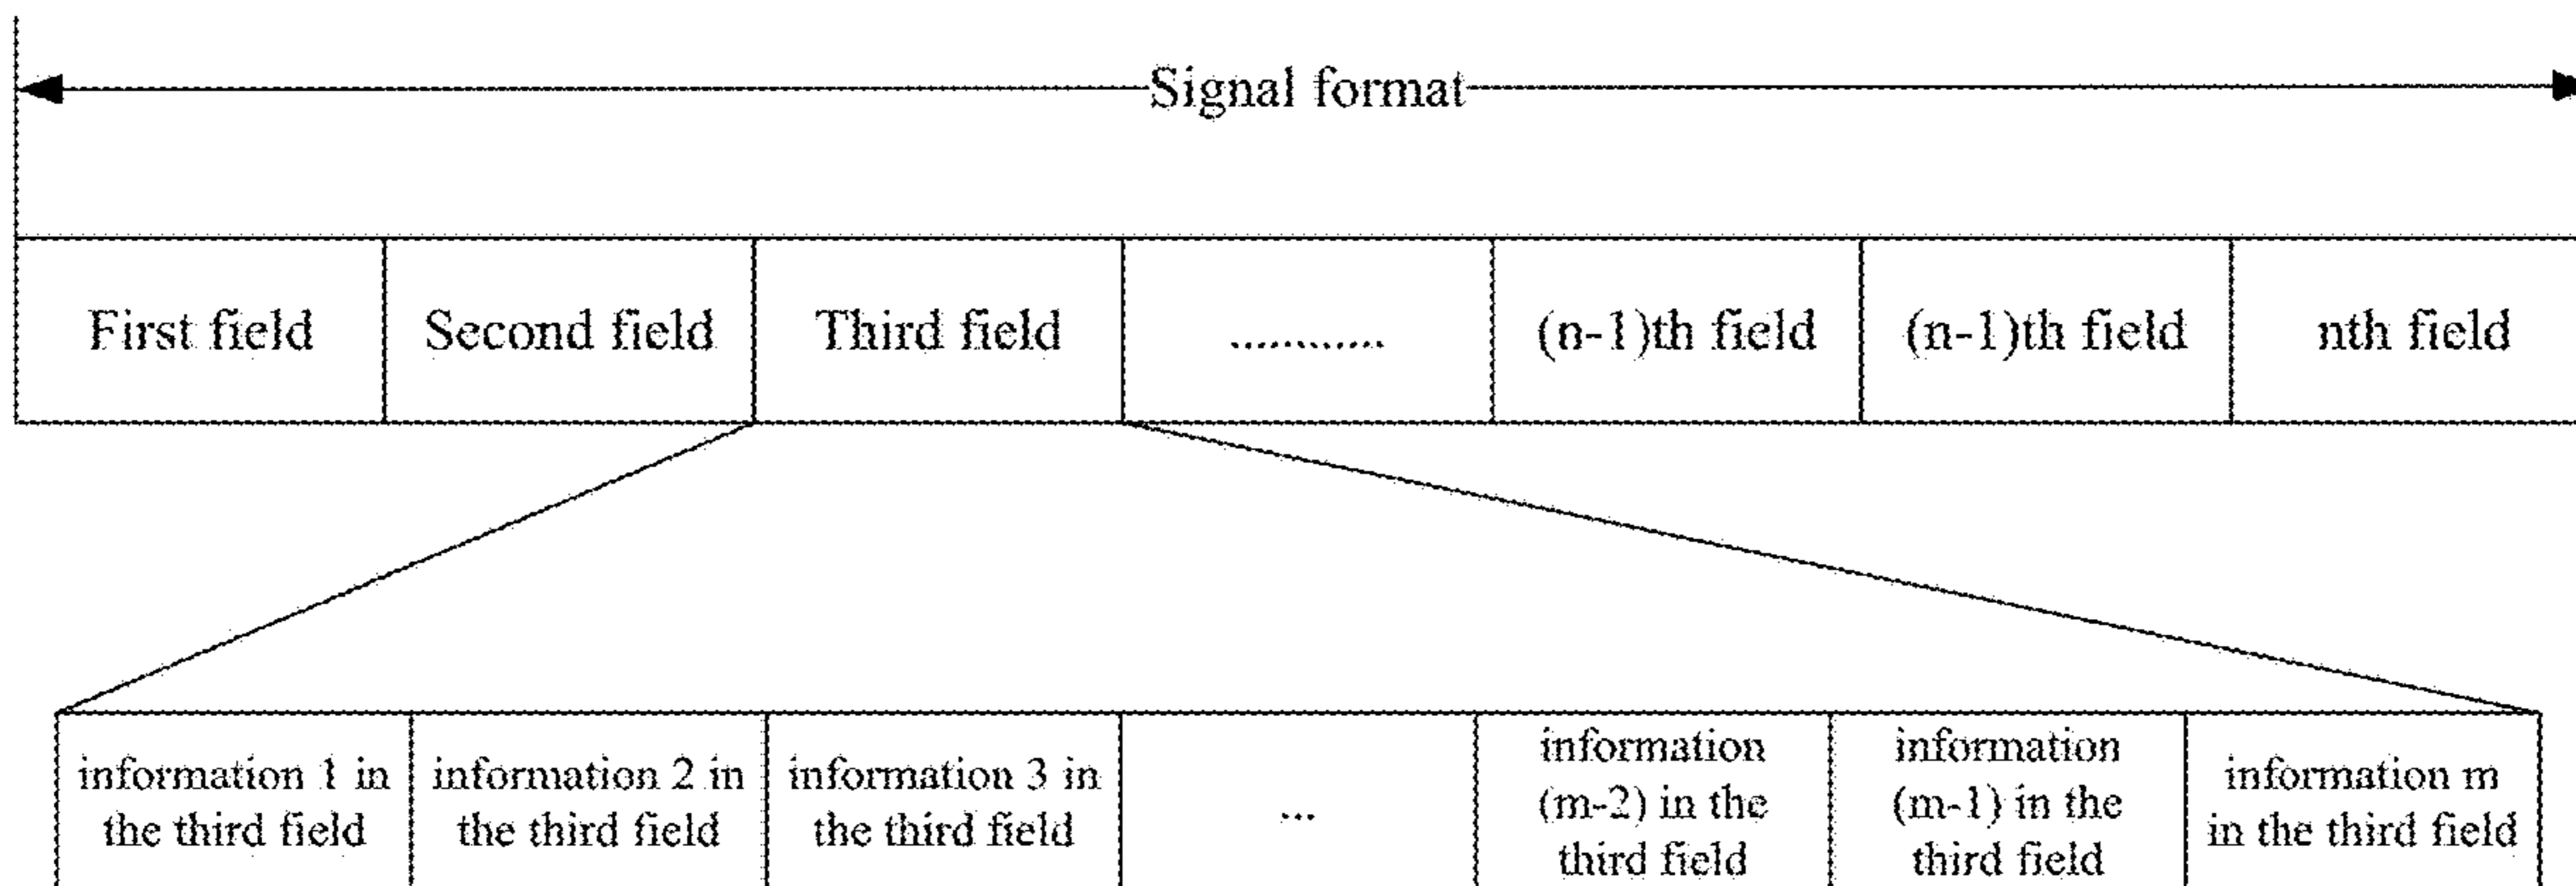 Signal format
First field
Second field
Third field
............
(n-1)th field
(n-1)th field
nth field
information 1 in
the third field
information 2 in
the third field
information 3 in
the third field
...
information
(m-2) in the
third field
information
(m-1) in the
third field
information m
in the third field